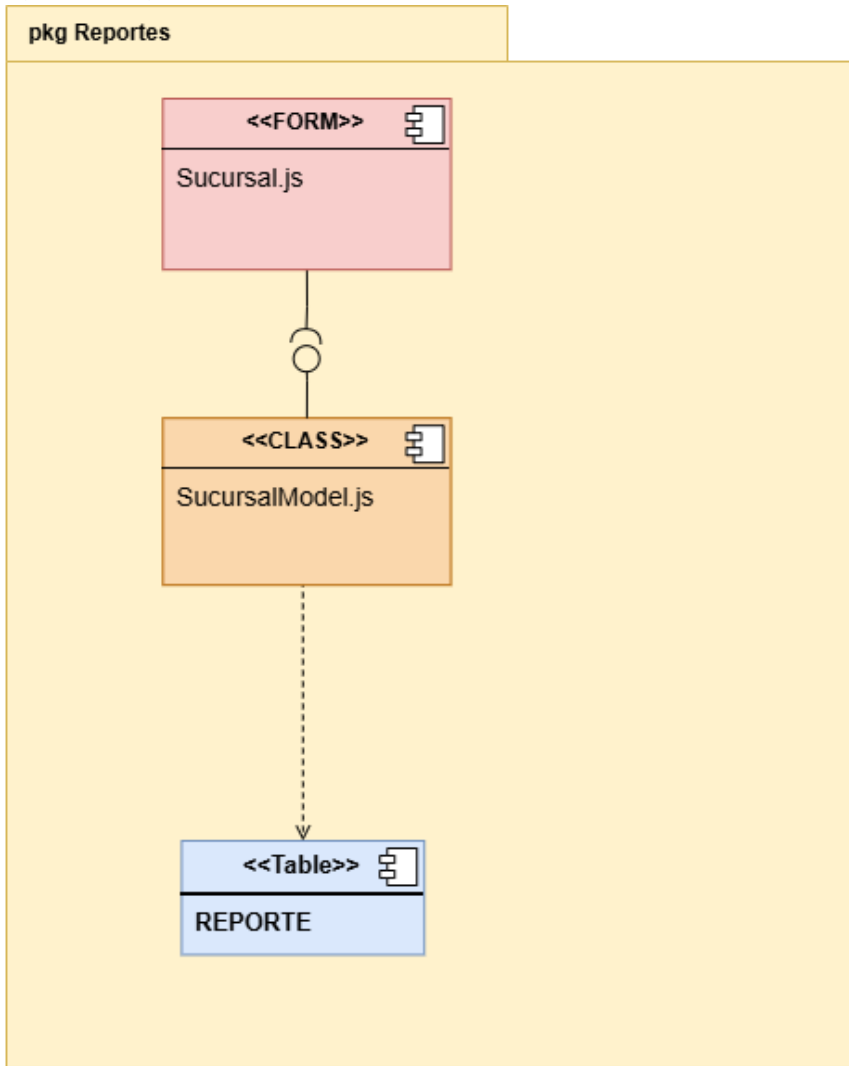 pkg Reportes
<<FORM>>
Sucursal.js
<<CLASS>>
SucursalModel.js
<<Table>>
REPORTE